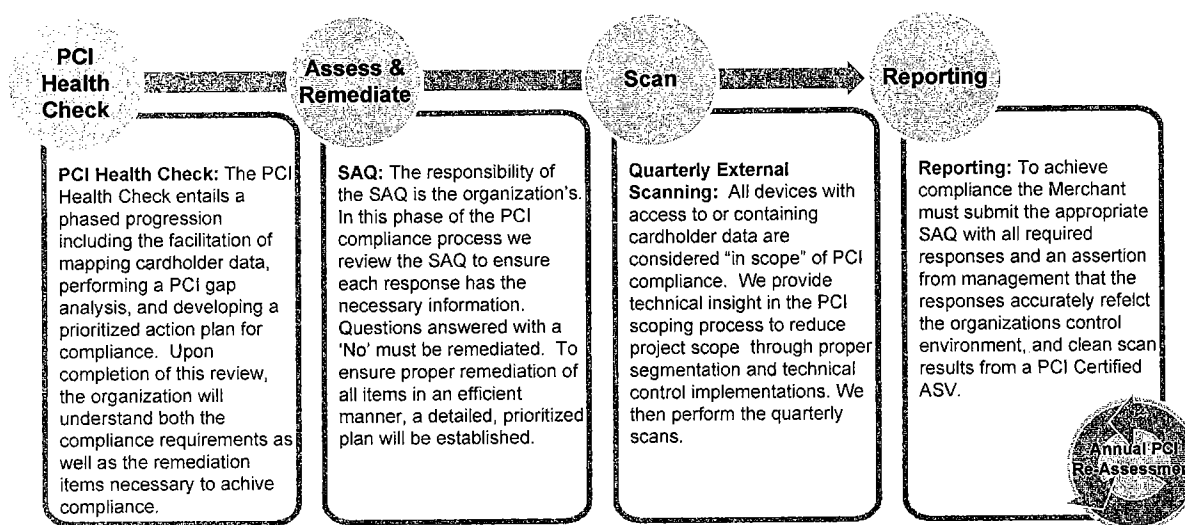 PCI
Health
Check
Assess &
Remediate
Scan
Reporting
PCI Health Check: The PCI
Health Check entails a
phased progression
including the facilitation of
mapping cardholder data,
performing a PCI gap
analysis, and developing a
prioritized action plan for
compliance. Upon
completion of this review,
the organization will
understand both the
compliance requirements as
well as the remediation
items necessary to achive
compliance.
SAQ: The responsibility of
the SAQ is the organization's.
In this phase of the PCI
compliance process we
review the SAQ to ensure
each response has the
necessary information.
Questions answered with a
'No' must be remediated. To
ensure proper remediation of
all items in an efficient
manner, a detailed, prioritized
plan will be established.
Quarterly External
Scanning: All devices with
access to or containing
cardholder data are
considered "in scope" of PCI
compliance. We provide
technical insight in the PCI
scoping process to reduce
project scope through proper
segmentation and technical
control implementations. We
then perform the quarterly
scans.
Reporting: To achieve
compliance the Merchant
must submit the appropriate
SAQ with all required
responses and an assertion
from management that the
responses accurately refelct
the organizations control
environment, and clean scan
results from a PCI Certified
ASV.
Annual PCI
Re-Assessmen